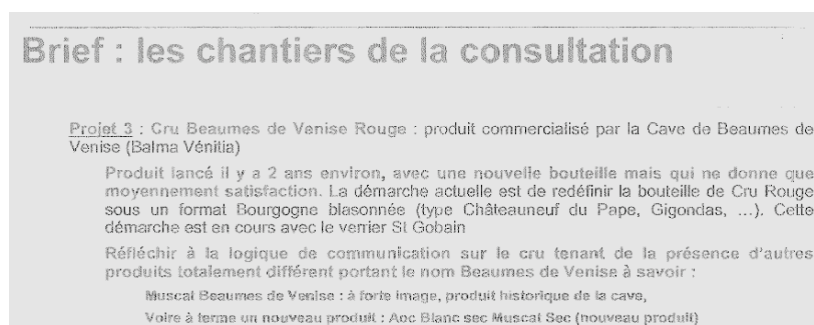 Brief : les chantiers de la consultation
Projet 3 : Cru Beaumes de Venise Rouge : produit commercialisé par la Cave de Beaumes de
Venise (Balma Vénitia)
Produit lancé il y a 2 ans environ, avec une nouvelle bouteille mais qui ne donne que
moyennement satisfaction. La démarche actuelle est de redéfinir la bouteille de Cru Rouge
sous un format Bourgogne blasonnée (type Châteauneuf du Pape, Gigondas, ...). Cette
démarche est en cours avec le verrier St Gobain
Réfléchir à la logique de communication sur le cru tenant de la présence d'autres
produits totalement différent portant le nom Beaumes de Venise à savoir :
Muscat Beaumes de Venise : à forte image, produit historique de la cave,
Voire à terme un nouveau produit : Aoc Blanc sec Muscat Sec (nouveau produit)